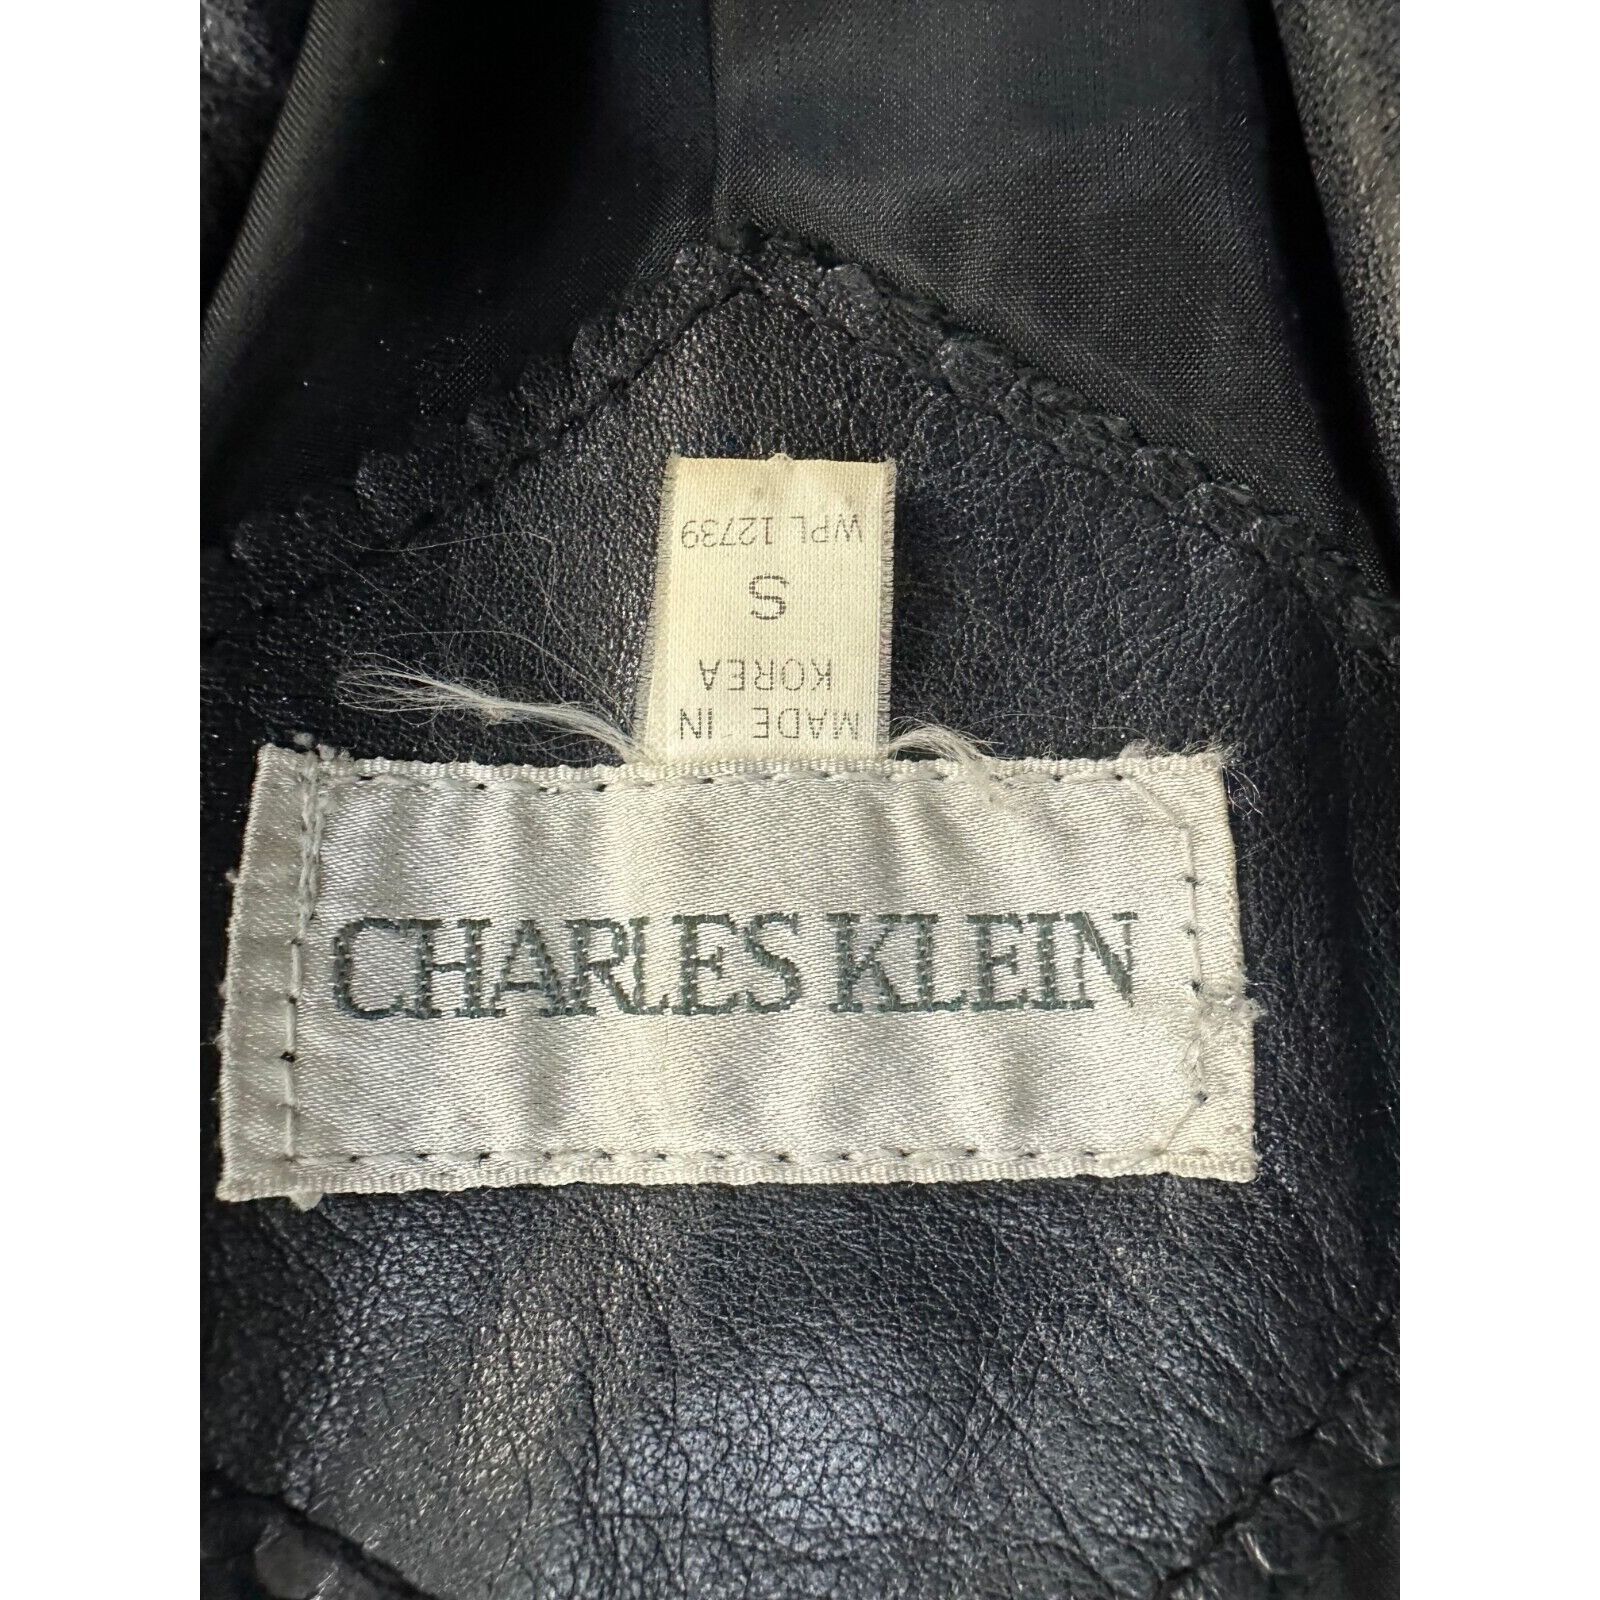 CHARLES KLEIN
MADE IN
KOREA
S
WPL 12739